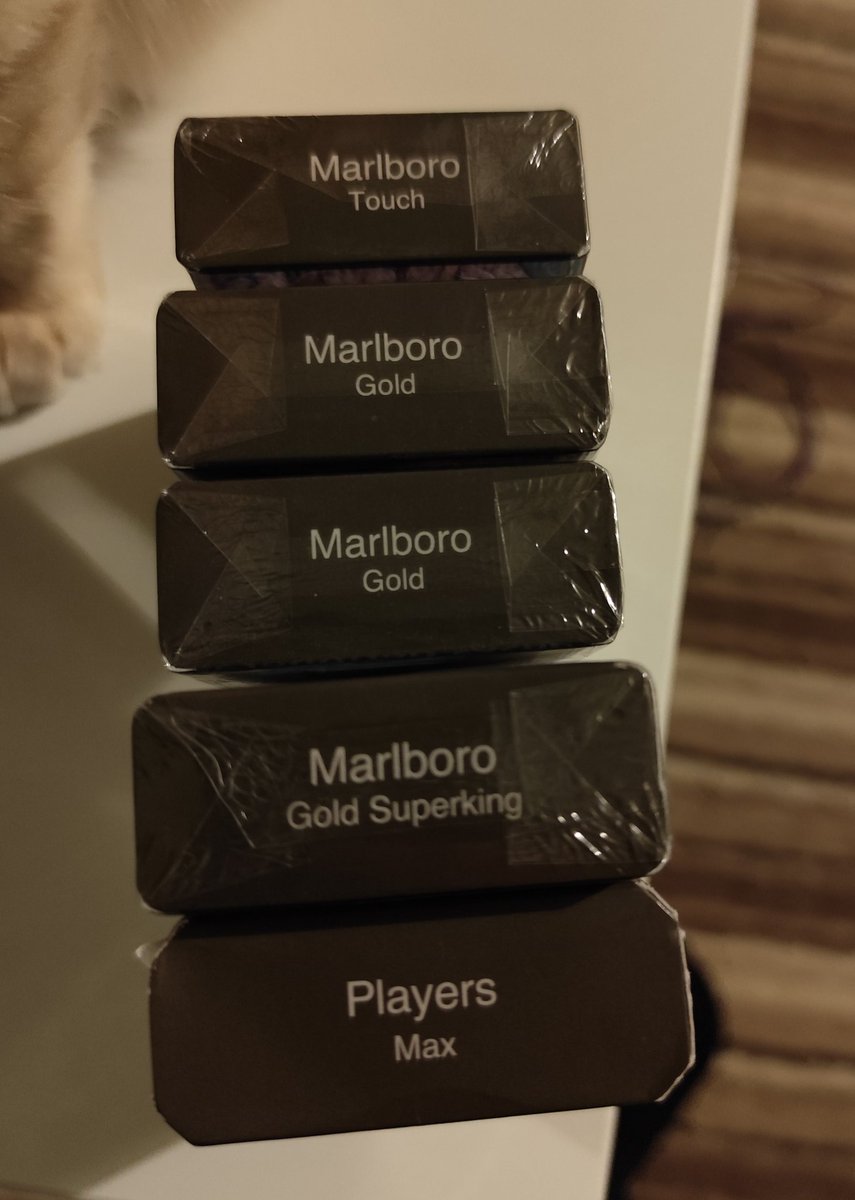 Marlboro
Touch
Marlboro
Gold
Marlboro
Gold
Marlboro
Gold Superking
Players
Max